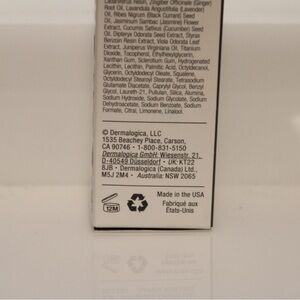 Root Oil, Lavandula Angustifolia (Lavender)
Oil, Ribes Nigrum (Black Currant) Seed
Oil, Jasminum Sambac (Jasmine) Flower
Extract, Cucumis Sativus (Cucumber) Seed
Oil, Dipteryx Odorata Seed Extract, Styrax
Benzoin Resin Extract, Viola Odorata Leaf
Extract, Juniperus Virginiana Oil, Titanium
Dioxide, Tocopherol, Ethylhexylglycerin,
Xanthan Gum, Sclerotium Gum, Hydrogenated
Lecithin, Lecithin, Palmitic Acid, Octyldecanol,
Glycerin, Octyldodecyl Oleate, Squalane,
Octyldodecyl Stearoyl Stearate, Tetrasodium
Glutamate Diacetate, Caprylyl Glycol, Benzyl
Glycol, Laureth-21, Pullulan, Silica, Alumina,
Sodium Hydroxide, Sodium Glycolate, Sodium
Dehydroacetate, Sodium Benzoate, Sodium
Formate, Citral, Limonene, Linalool.
© Dermalogica, LLC
1535 Beachey Place, Carson,
CA 90746 • 1-800-831-5150
Dermalogica GmbH: Wiesenstr. 21,
D-40549 Düsseldorf • UK: KT22
8JB • Dermalogica (Canada) Ltd.,
M5J 2M4 • Australia: NSW 2065
12M
Made in the USA
Fabriqué aux
États-Unis